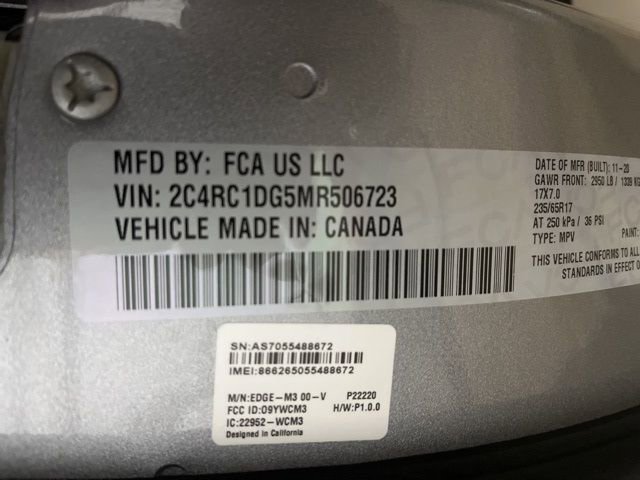 MFD BY: FCA US LLC
VIN: 2C4RC1DG5MR506723
VEHICLE MADE IN: CANADA
DATE OF MFR (BUILT): 11-20
GAWR FRONT: 2950 LB / 1339 KG
17X7.0
235/65R17
AT 250 kPa / 36 PSI
TYPE: MPV PAINT:
THIS VEHICLE CONFORMS TO ALL
STANDARDS IN EFFECT O
SN:AS7055488672
IMEI:866265055488672
M/N:EDGE-M3 00-V P22220
FCC ID:O9YWCM3 H/W:P1.0.0
IC:22952-WCM3
Designed in California